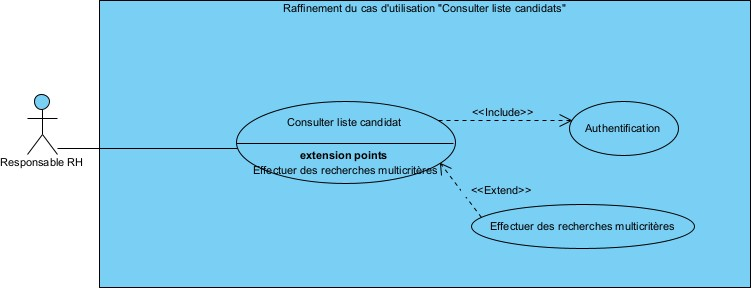 Raffinement du cas d'utilisation "Consulter liste candidats"
<<Include>>
Consulter liste candidat
Authentification
extension points
Responsable RH
Effectuer des recherches multicritères
<<Extend>>
Effectuer des recherches multicritères